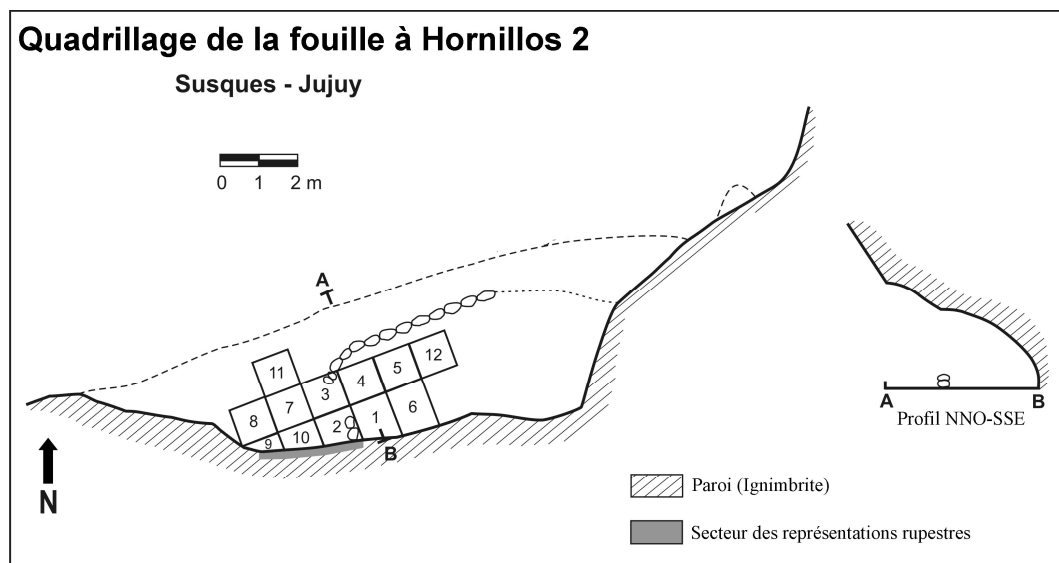 Quadrillage de la fouille à Hornillos 2
Susques - Jujuy
0 1 2 m
A
11
12
5
4
3
7
8
6
1
2
10
9
B
N
A B
Profil NNO-SSE
Paroi (Ignimbrite)
Secteur des représentations rupestres